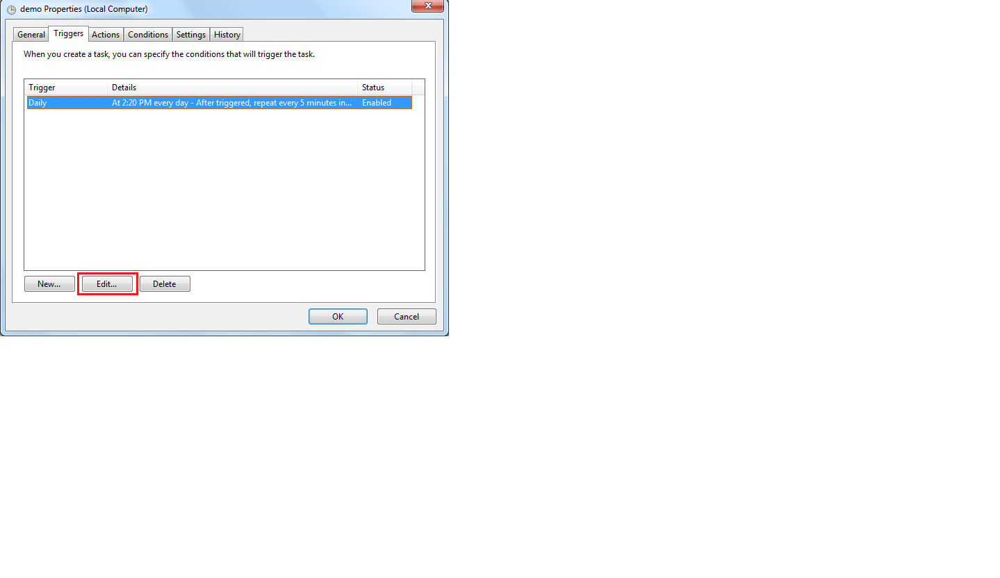 demo Properties (Local Computer)
General Triggers Actions Conditions Settings History
When you create a task, you can specify the conditions that will trigger the task.
Trigger Details Status
Daily At 2:20 PM every day - After triggered, repeat every 5 minutes in... Enabled
New... Edit... Delete
OK Cancel